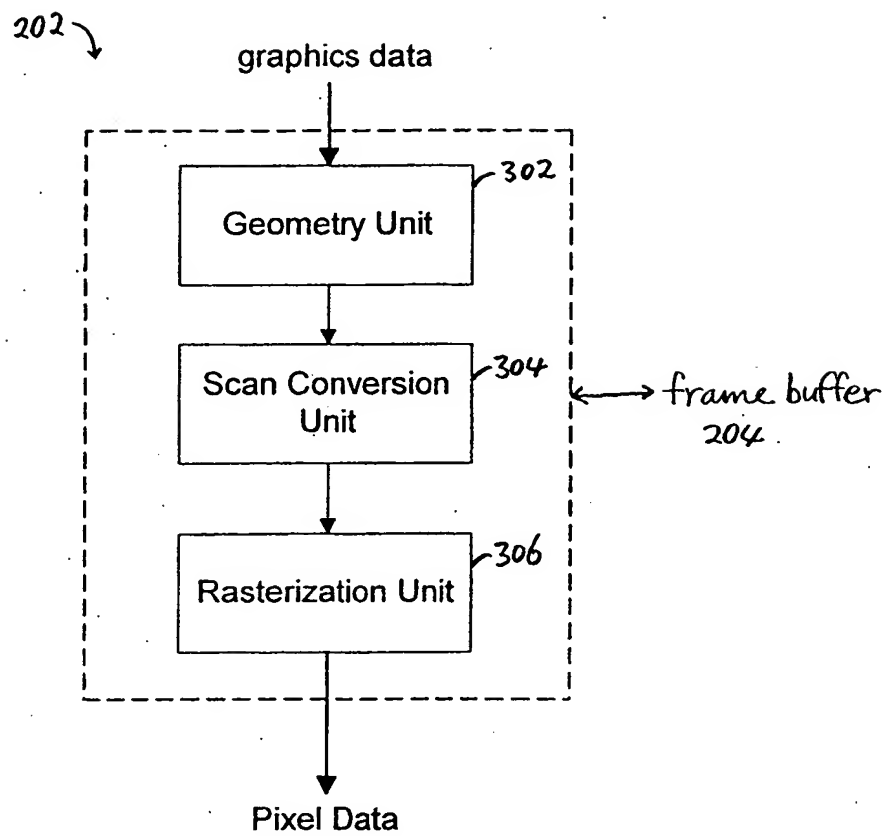 202
graphics data
302
Geometry Unit
304
Scan Conversion
Unit
frame buffer
204.
306
Rasterization Unit
Pixel Data